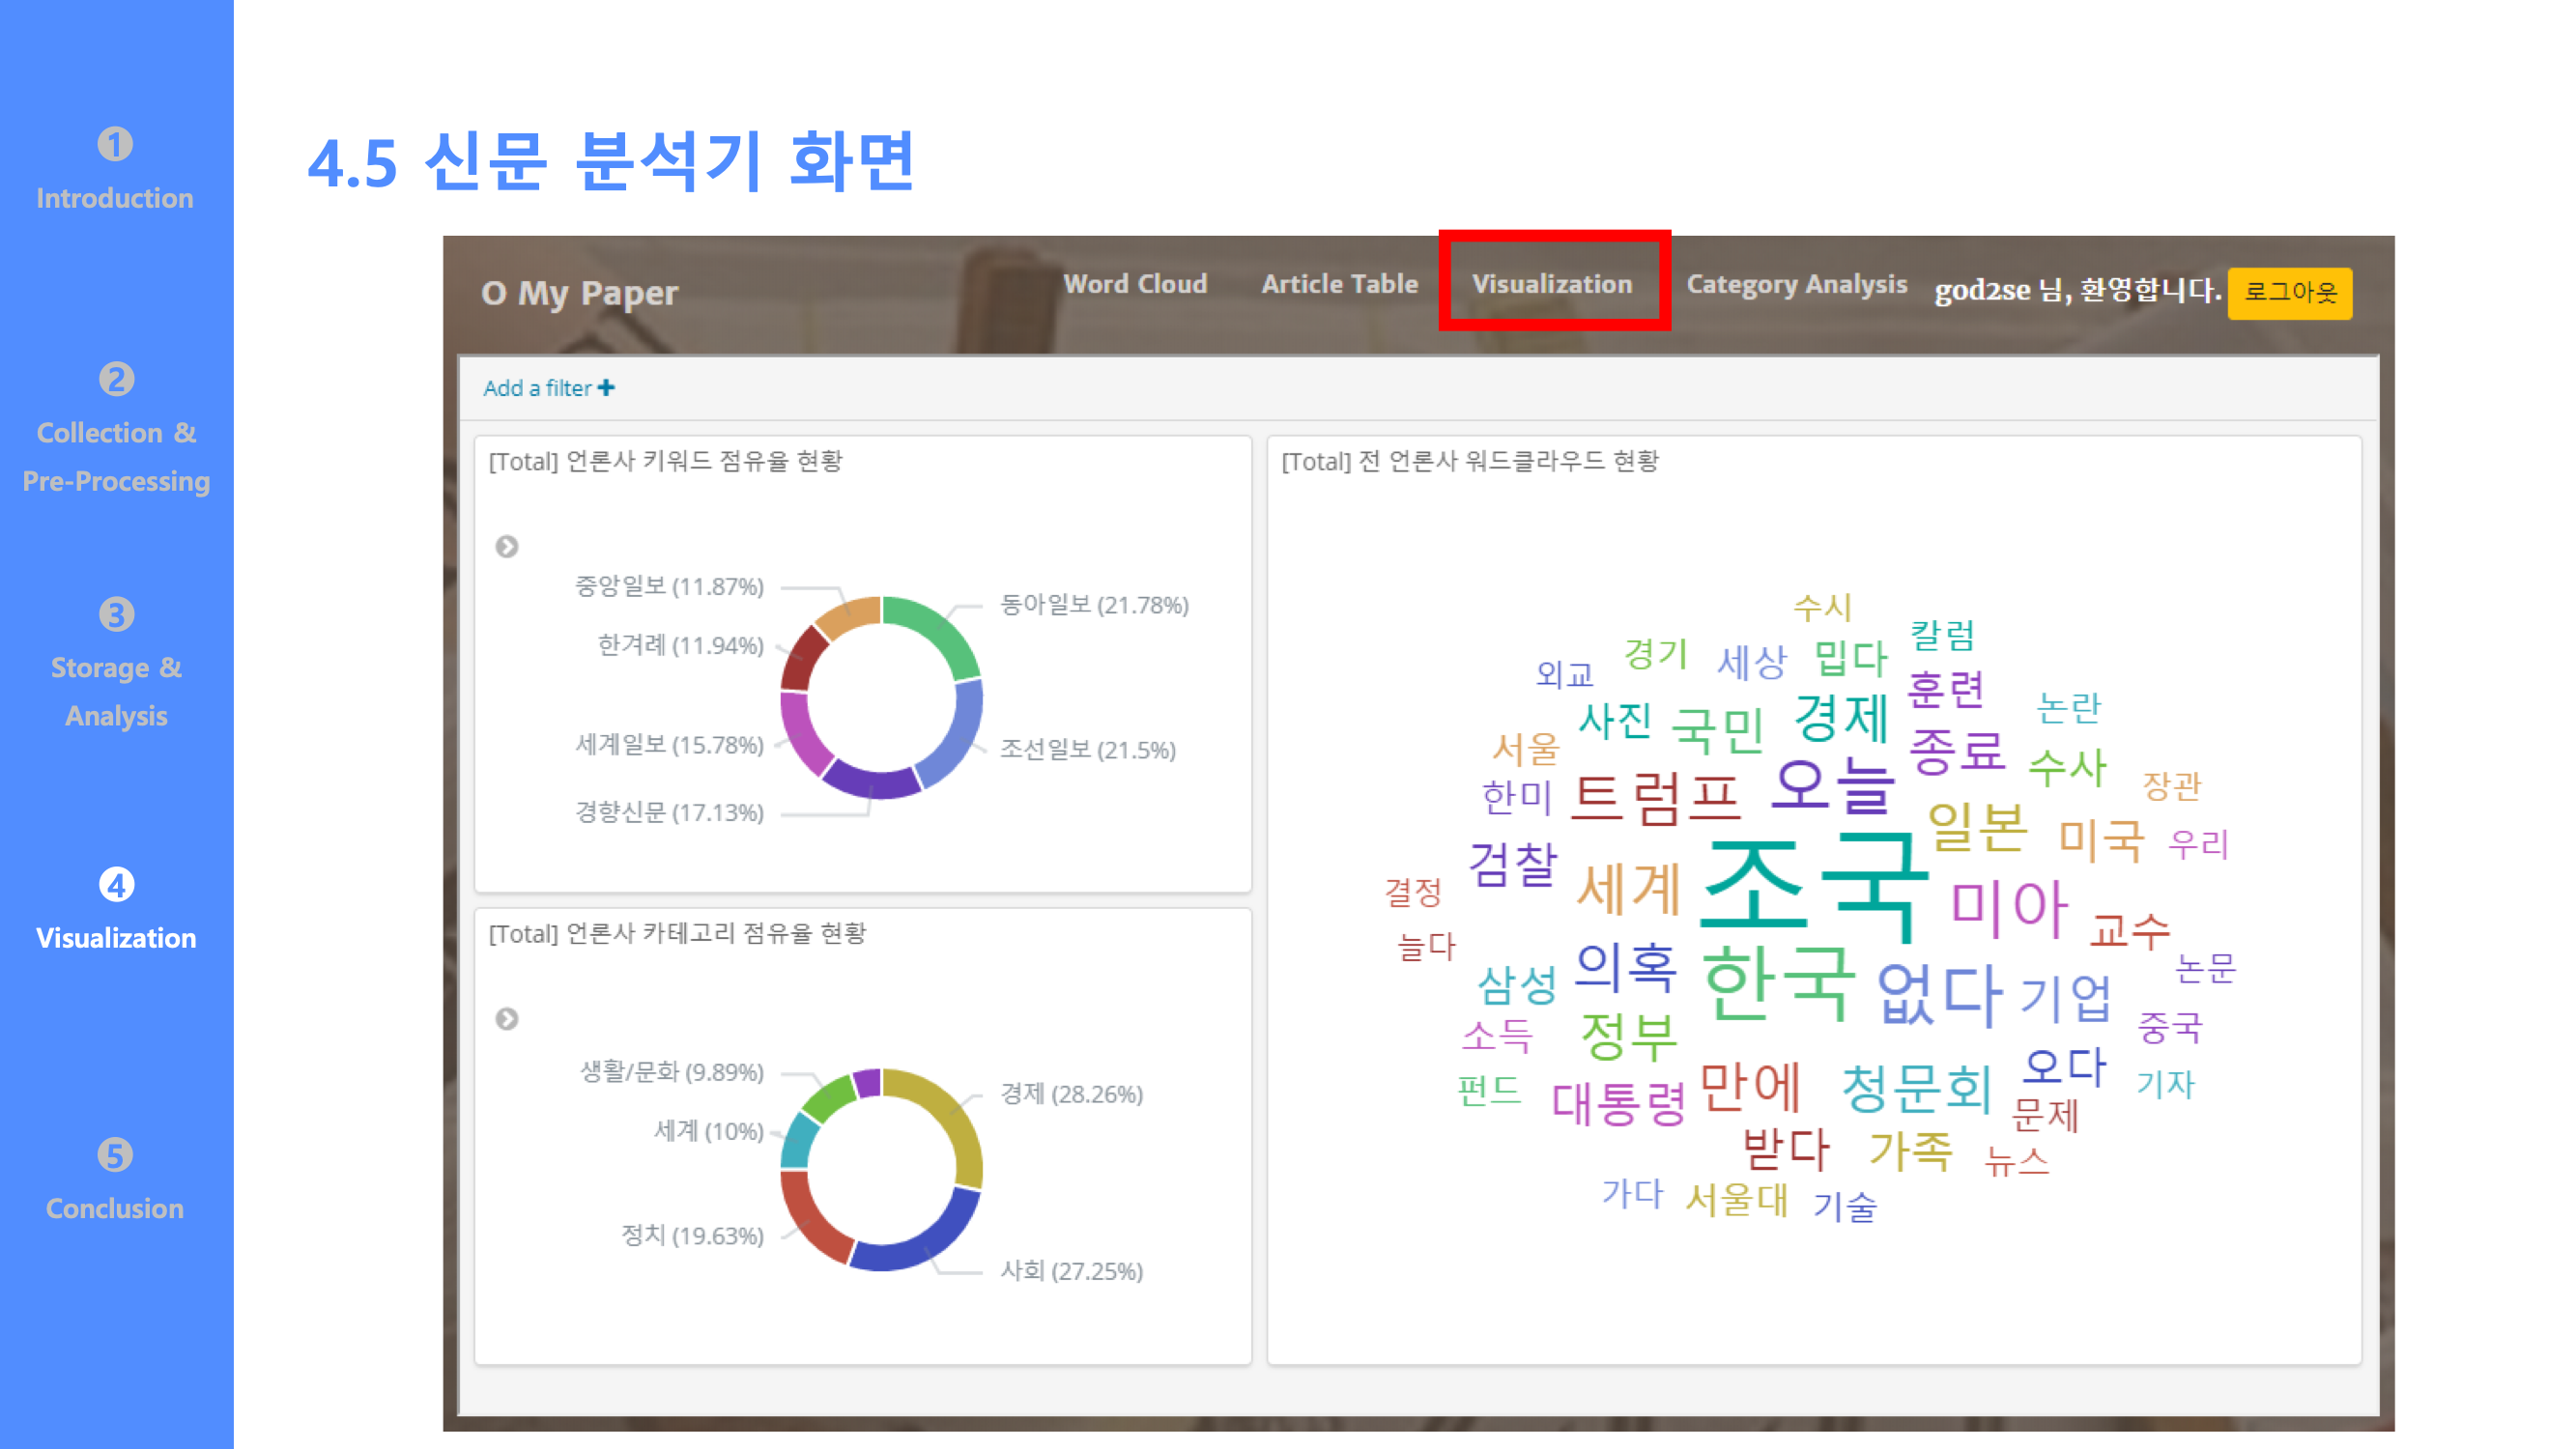 ❶
Introduction
❷
Collection &
Pre-Processing
❸
Storage &
Analysis
❹
Visualization
❺
Conclusion
4.5 신문 분석기 화면
O My Paper
Word Cloud
Article Table
Visualization
Category Analysis
god2se 님, 환영합니다.
로그아웃
Add a filter +
[Total] 언론사 키워드 점유율 현황
중앙일보 (11.87%)
동아일보 (21.78%)
한겨레 (11.94%)
세계일보 (15.78%)
조선일보 (21.5%)
경향신문 (17.13%)
[Total] 언론사 카테고리 점유율 현황
생활/문화 (9.89%)
경제 (28.26%)
세계 (10%)
정치 (19.63%)
사회 (27.25%)
[Total] 전 언론사 워드클라우드 현황
수시
칼럼
경기
세상
밉다
외교
훈련
사진
국민
경제
논란
서울
종료
수사
한미
트럼프
오늘
장관
일본
미국
우리
검찰
세계
조국
미아
결정
교수
늘다
삼성
의혹
한국
없다
기업
논문
소득
정부
중국
펀드
대통령
만에
청문회
오다
기자
문제
받다
가족
뉴스
가다
서울대
기술